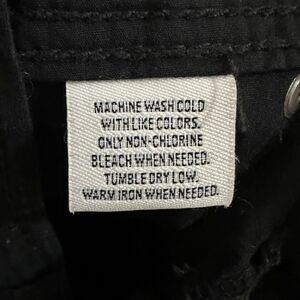 MACHINE WASH COLD
WITH LIKE COLORS.
ONLY NON-CHLORINE
BLEACH WHEN NEEDED.
TUMBLE DRY LOW.
WARM IRON WHEN NEEDED.